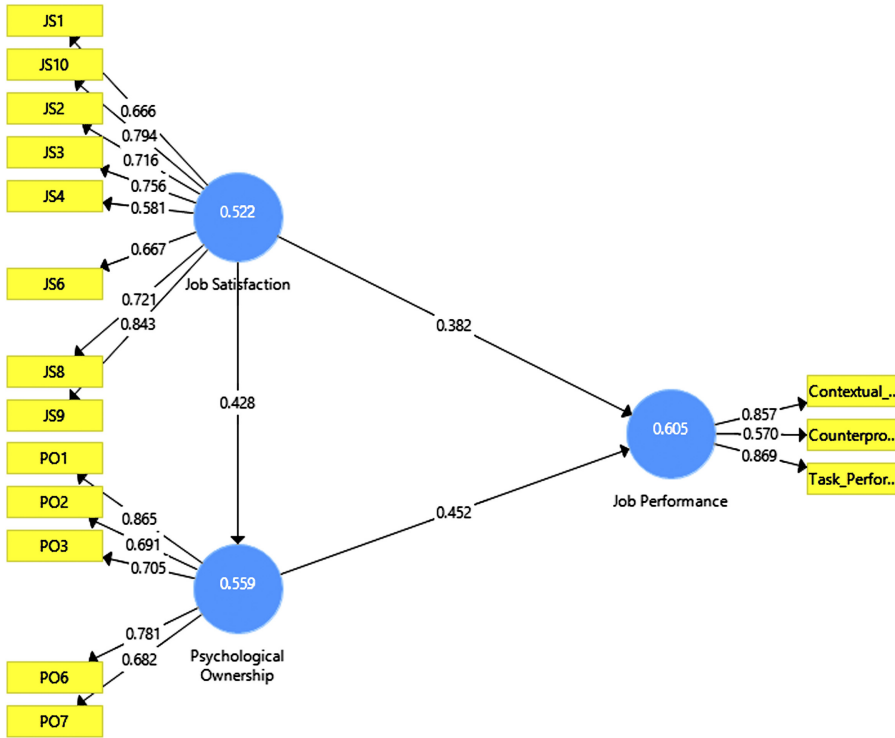 JS1
JS10
JS2
JS3
JS4
JS6
JS8
JS9
PO1
PO2
PO3
PO6
PO7
0.666
0.794
0.716
0.756
0.581
0.667
0.721
0.843
0.522
Job Satisfaction
0.382
0.428
0.452
0.865
0.691
0.705
0.781
0.682
0.559
Psychological
Ownership
0.605
Job Performance
0.857
0.570
0.869
Contextual_...
Counterpro...
Task_Perfor...